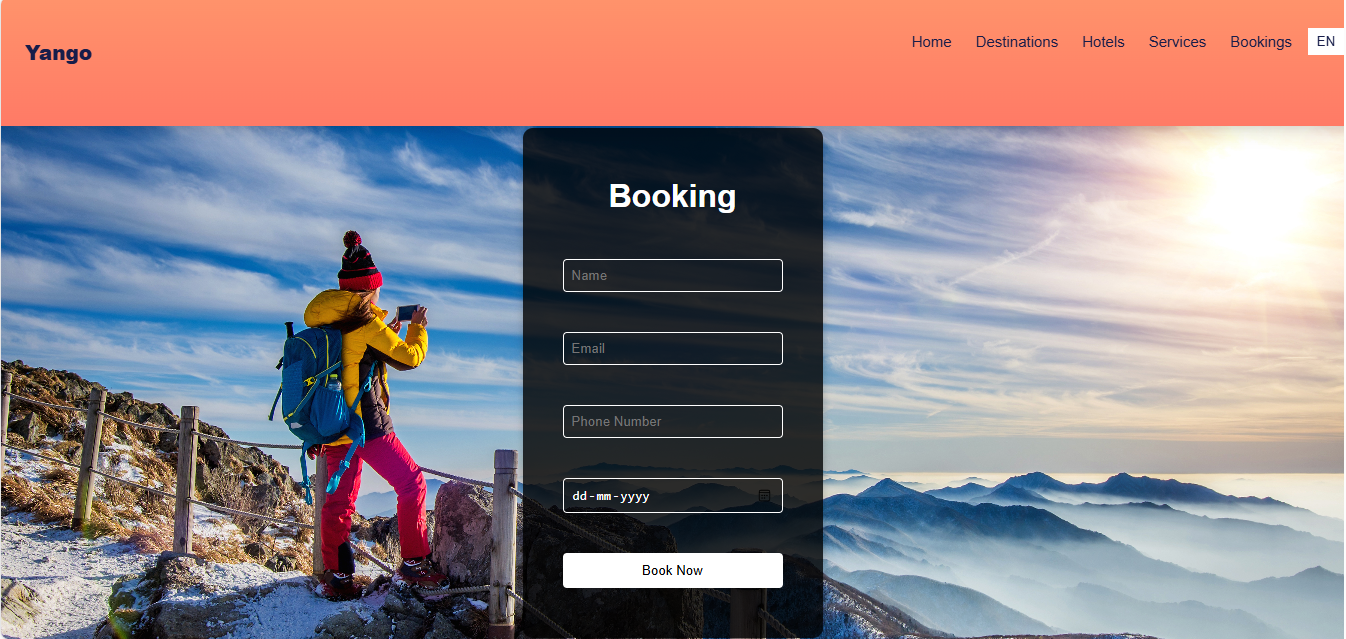 Yango
Home Destinations Hotels Services Bookings EN
Booking
Name
Email
Phone Number
dd-mm-yyyy
Book Now